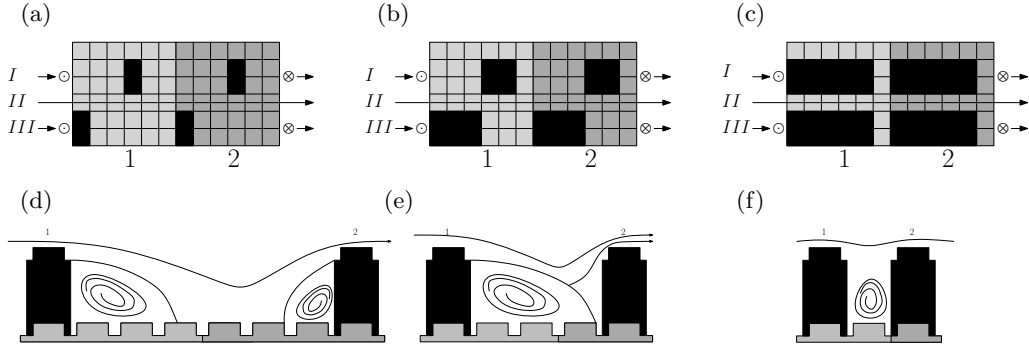 (a) (b) (c)
I I I
II II II
III III III
1 2 1 2 1 2
(d) (e) (f)
1 2 1 2 1 2